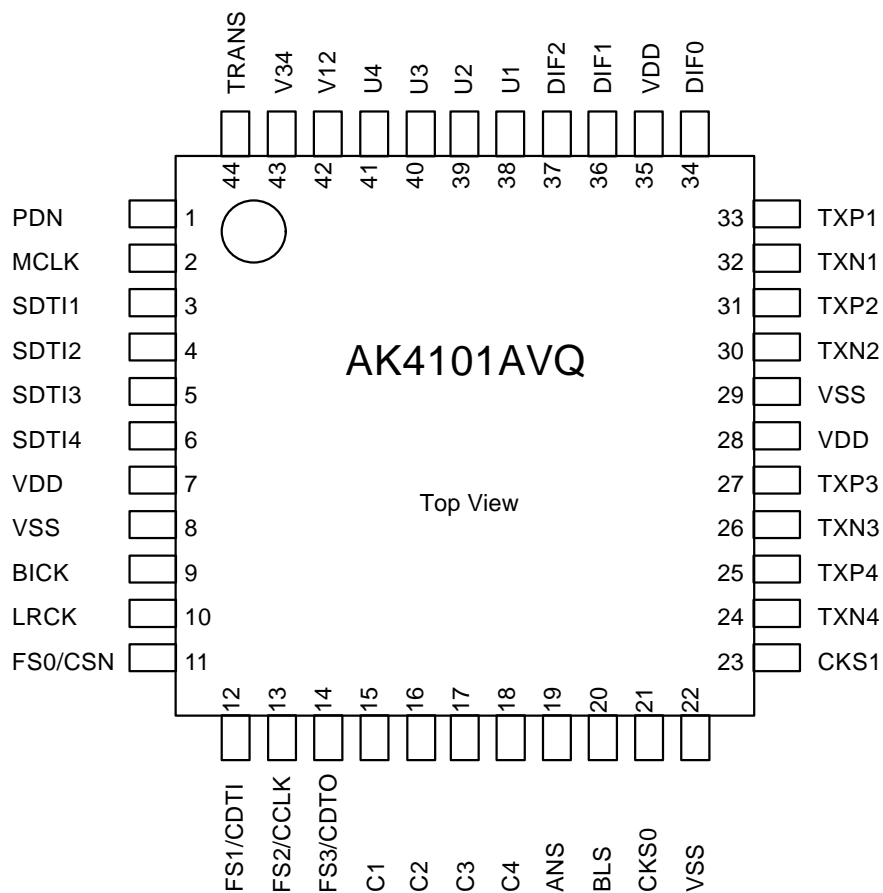 TRANS V34 V12 U4 U3 U2 U1 DIF2 DIF1 VDD DIF0
44 43 42 41 40 39 38 37 36 35 34
PDN 1 33 TXP1
MCLK 2 32 TXN1
SDTI1 3 31 TXP2
SDTI2 4 30 TXN2
AK4101AVQ
SDTI3 5 29 VSS
SDTI4 6 28 VDD
VDD 7 27 TXP3
Top View
VSS 8 26 TXN3
BICK 9 25 TXP4
LRCK 10 24 TXN4
FS0/CSN 11 23 CKS1
12 13 14 15 16 17 18 19 20 21 22
FS1/CDTI FS2/CCLK FS3/CDTO C1 C2 C3 C4 ANS BLS CKS0 VSS